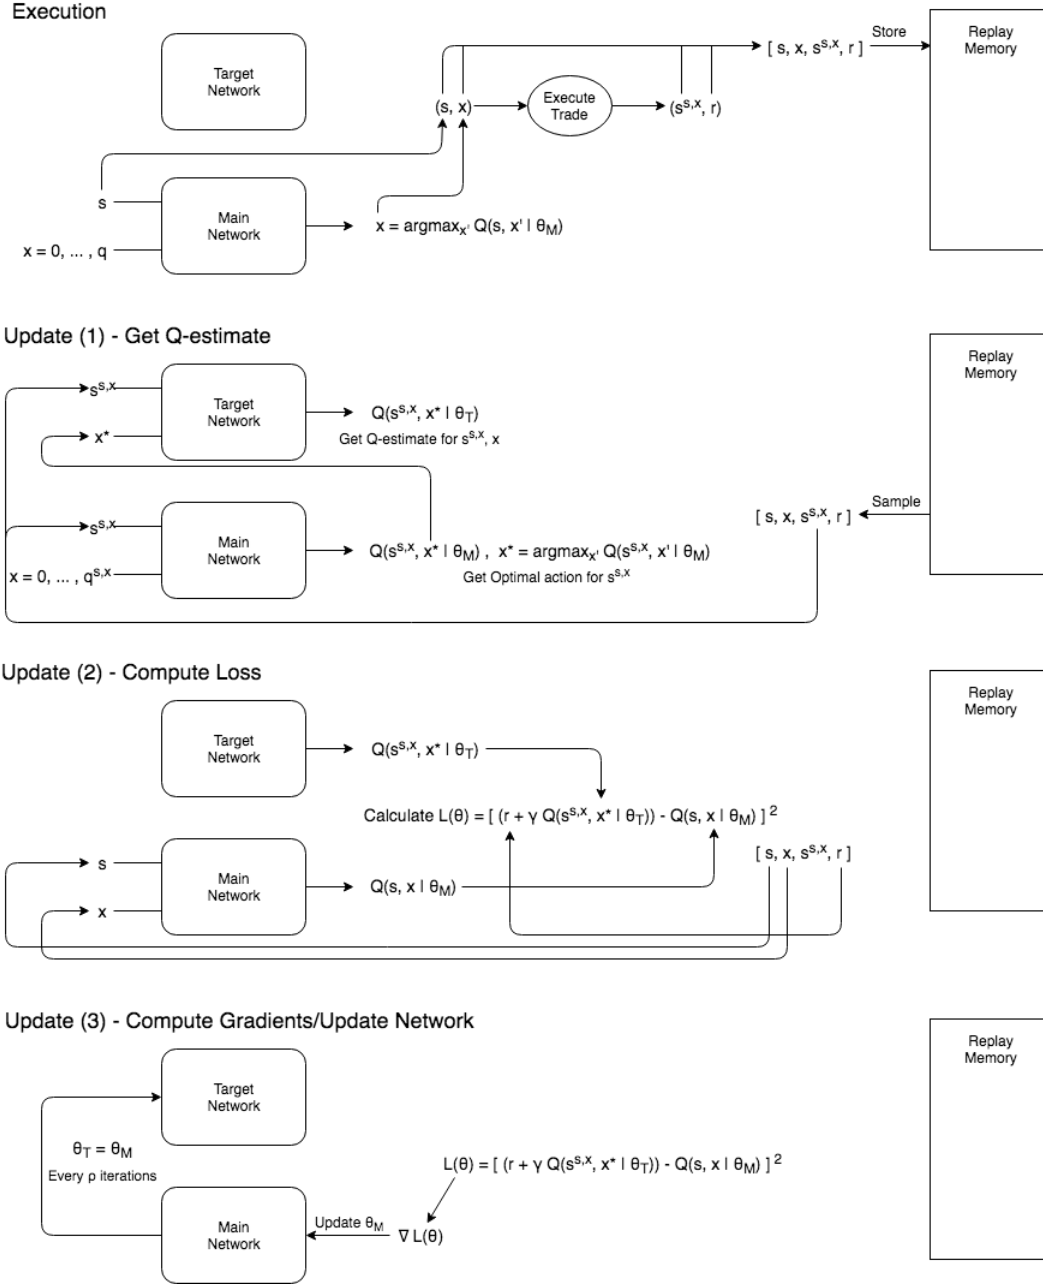 Execution
Target
Network
(s, x)
Execute
Trade
(s^{s,x}, r)
[ s, x, s^{s,x}, r ]
Store
Replay
Memory
s
x = 0, ... , q
Main
Network
x = argmax_{x'} Q(s, x' | θ_M)
Update (1) - Get Q-estimate
s^{s,x}
x*
Target
Network
Q(s^{s,x}, x* | θ_T)
Get Q-estimate for s^{s,x}, x
Replay
Memory
s^{s,x}
x = 0, ... , q^{s,x}
Main
Network
Q(s^{s,x}, x* | θ_M) , x* = argmax_{x'} Q(s^{s,x}, x' | θ_M)
Get Optimal action for s^{s,x}
[ s, x, s^{s,x}, r ]
Sample
Update (2) - Compute Loss
Target
Network
Q(s^{s,x}, x* | θ_T)
Replay
Memory
Calculate L(θ) = [ (r + γ Q(s^{s,x}, x* | θ_T)) - Q(s, x | θ_M) ]^2
s
x
Main
Network
Q(s, x | θ_M)
[ s, x, s^{s,x}, r ]
Update (3) - Compute Gradients/Update Network
Target
Network
Replay
Memory
θ_T = θ_M
Every ρ iterations
L(θ) = [ (r + γ Q(s^{s,x}, x* | θ_T)) - Q(s, x | θ_M) ]^2
Main
Network
Update θ_M
∇ L(θ)